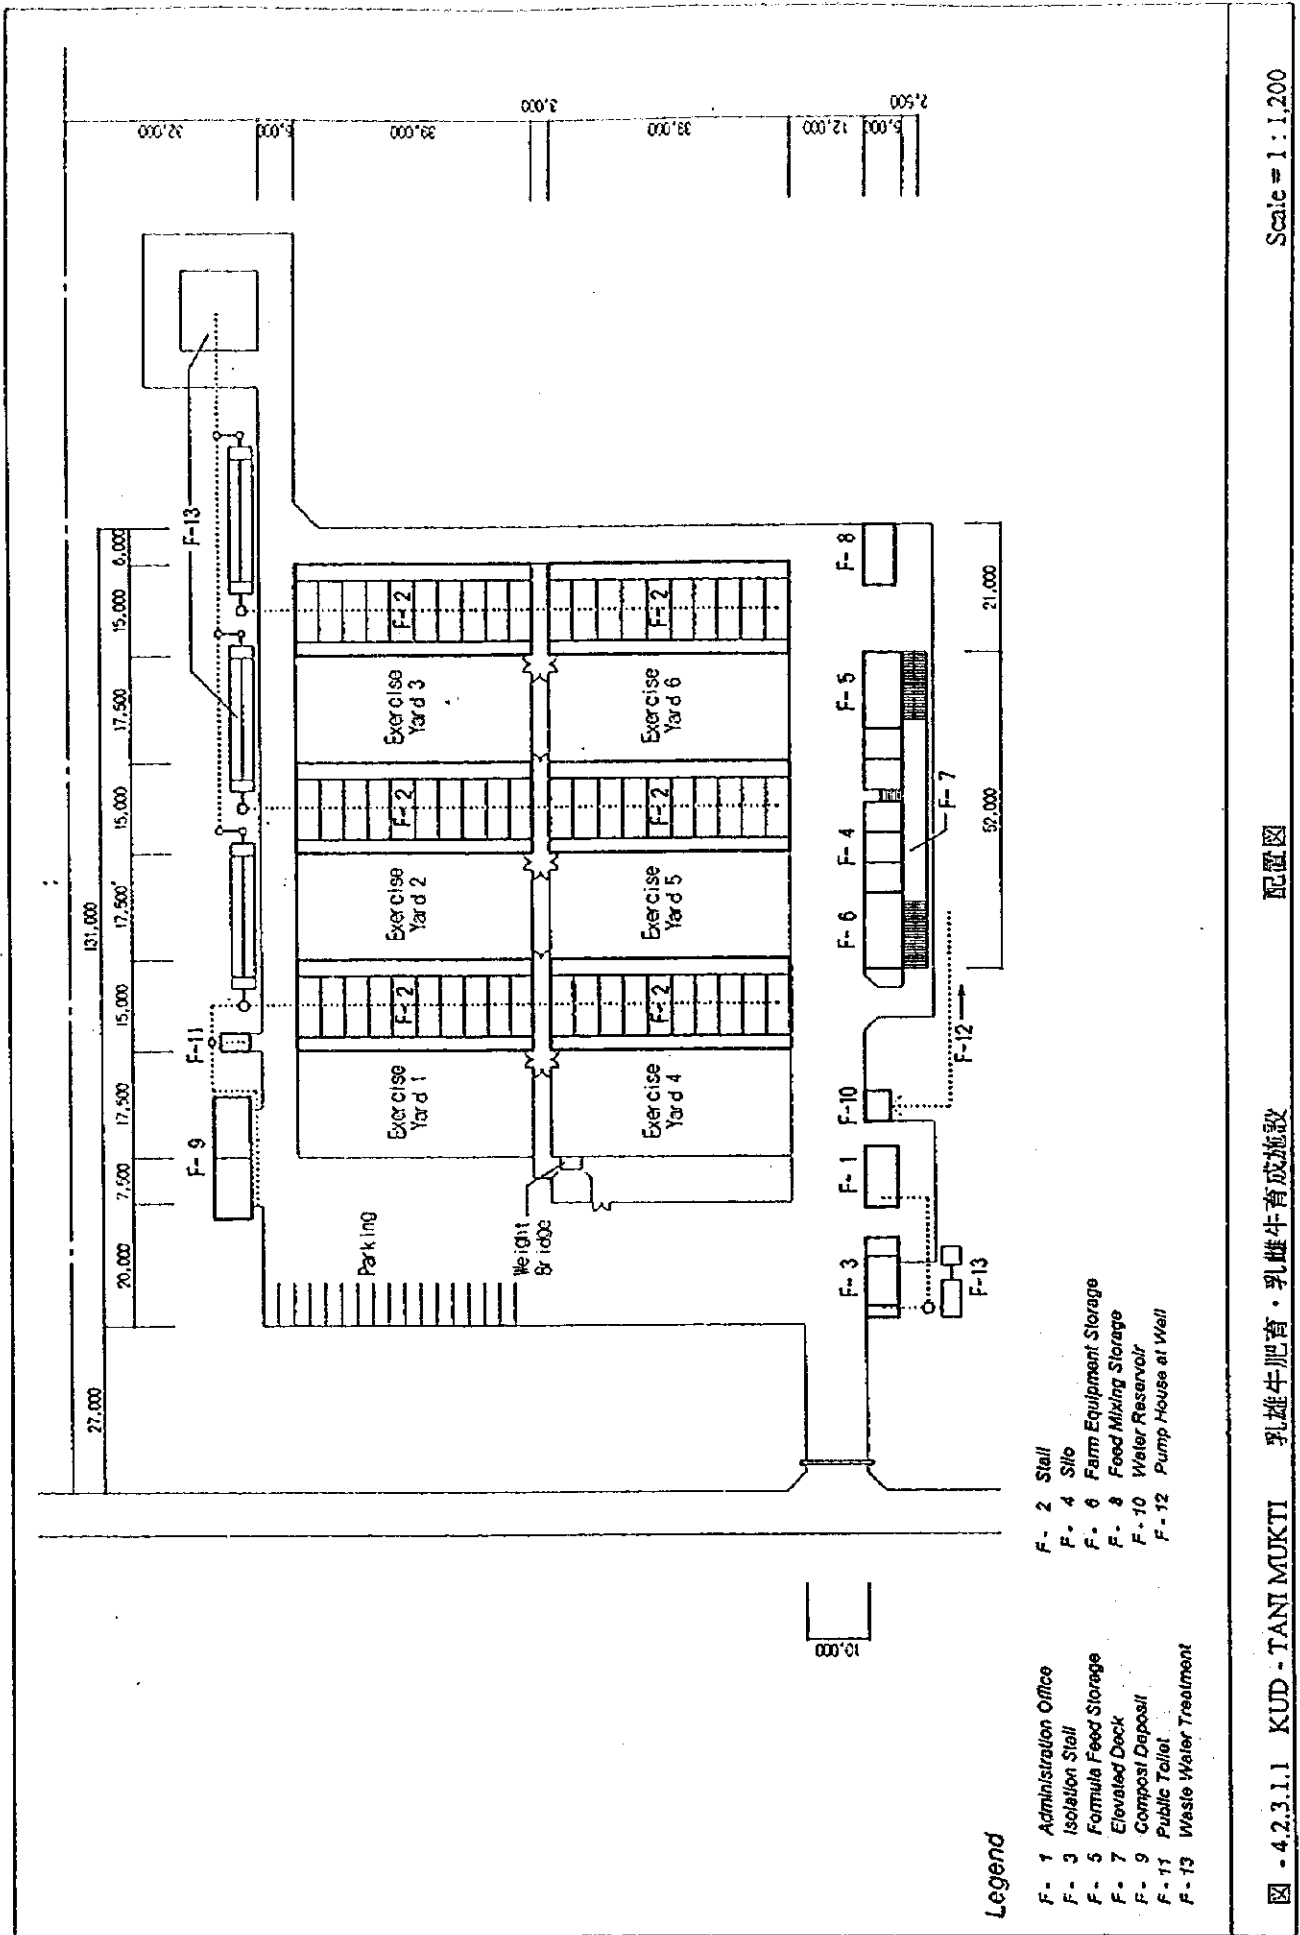 27,000
131,000
20,000
7,500
17,500
15,000
17,500
15,000
17,500
15,000
6,000
32,000
6,000
39,000
3,000
39,000
12,000
6,000
2,500
F- 9
F-11
F-13
Parking
Weight
Bridge
Exercise
Yard 1
F- 2
Exercise
Yard 2
F- 2
Exercise
Yard 3
F- 2
Exercise
Yard 4
F- 2
Exercise
Yard 5
F- 2
Exercise
Yard 6
F- 2
F- 3
F- 1
F-10
F- 6
F- 4
F- 5
F- 8
F-13
F-12
F- 7
52,000
21,000
10,000
Legend
F - 1 Administration Office
F - 2 Stall
F - 3 Isolation Stall
F - 4 Silo
F - 5 Formula Feed Storage
F - 6 Farm Equipment Storage
F - 7 Elevated Dock
F - 8 Feed Mixing Storage
F - 9 Compost Deposit
F - 10 Water Reservoir
F - 11 Public Toilet
F - 12 Pump House at Well
F - 13 Waste Water Treatment
図 - 4.2.3.1.1 KUD - TANI MUKTI 乳雄牛肥育・乳雌牛育成施設 配置図 Scale = 1 : 1,200